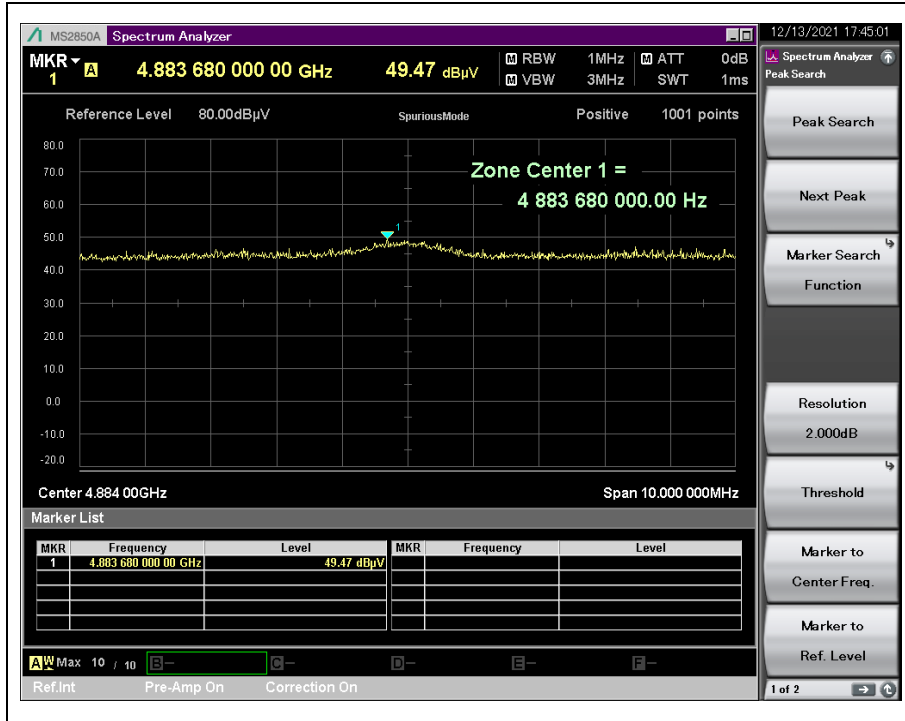 MS2850A Spectrum Analyzer
12/13/2021 17:45:01
MKR 1 A 4.883 680 000 00 GHz 49.47 dBµV
M RBW 1MHz M ATT 0dB
M VBW 3MHz SWT 1ms
Reference Level 80.00dBµV SpuriousMode Positive 1001 points
80.0
70.0
60.0
50.0
40.0
30.0
20.0
10.0
0.0
-10.0
-20.0
Zone Center 1 =
4 883 680 000.00 Hz
1
Center 4.884 00GHz Span 10.000 000MHz
Marker List
MKR Frequency Level MKR Frequency Level
1 4.883 680 000 00 GHz 49.47 dBµV
A W Max 10 / 10 B- C- D- E- F-
Ref.Int Pre-Amp On Correction On
Spectrum Analyzer
Peak Search
Peak Search
Next Peak
Marker Search
Function
Resolution
2.000dB
Threshold
Marker to
Center Freq.
Marker to
Ref. Level
1 of 2